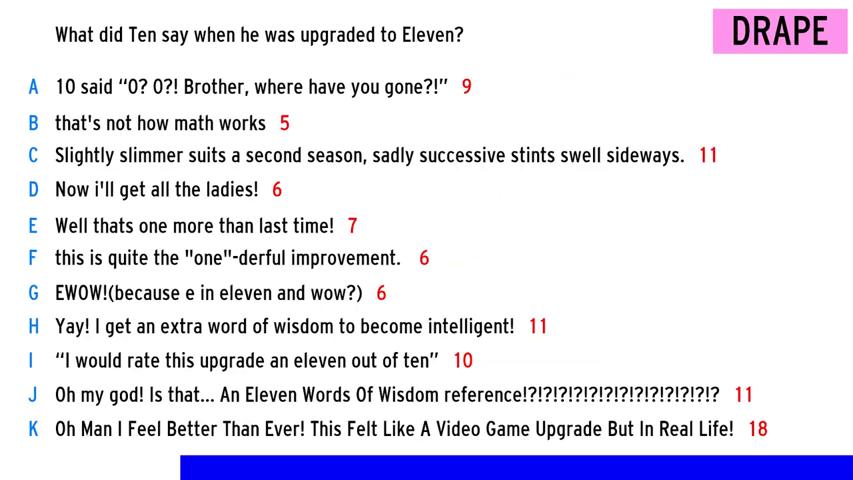 What did Ten say when he was upgraded to Eleven?
DRAPE
A 10 said “0? 0?! Brother, where have you gone?!” 9
B that's not how math works 5
C Slightly slimmer suits a second season, sadly successive stints swell sideways. 11
D Now i'll get all the ladies! 6
E Well thats one more than last time! 7
F this is quite the "one"-derful improvement. 6
G EWOW!(because e in eleven and wow?) 6
H Yay! I get an extra word of wisdom to become intelligent! 11
I “I would rate this upgrade an eleven out of ten” 10
J Oh my god! Is that... An Eleven Words Of Wisdom reference!?!?!?!?!?!?!?!?!?!?!?!?!? 11
K Oh Man I Feel Better Than Ever! This Felt Like A Video Game Upgrade But In Real Life! 18